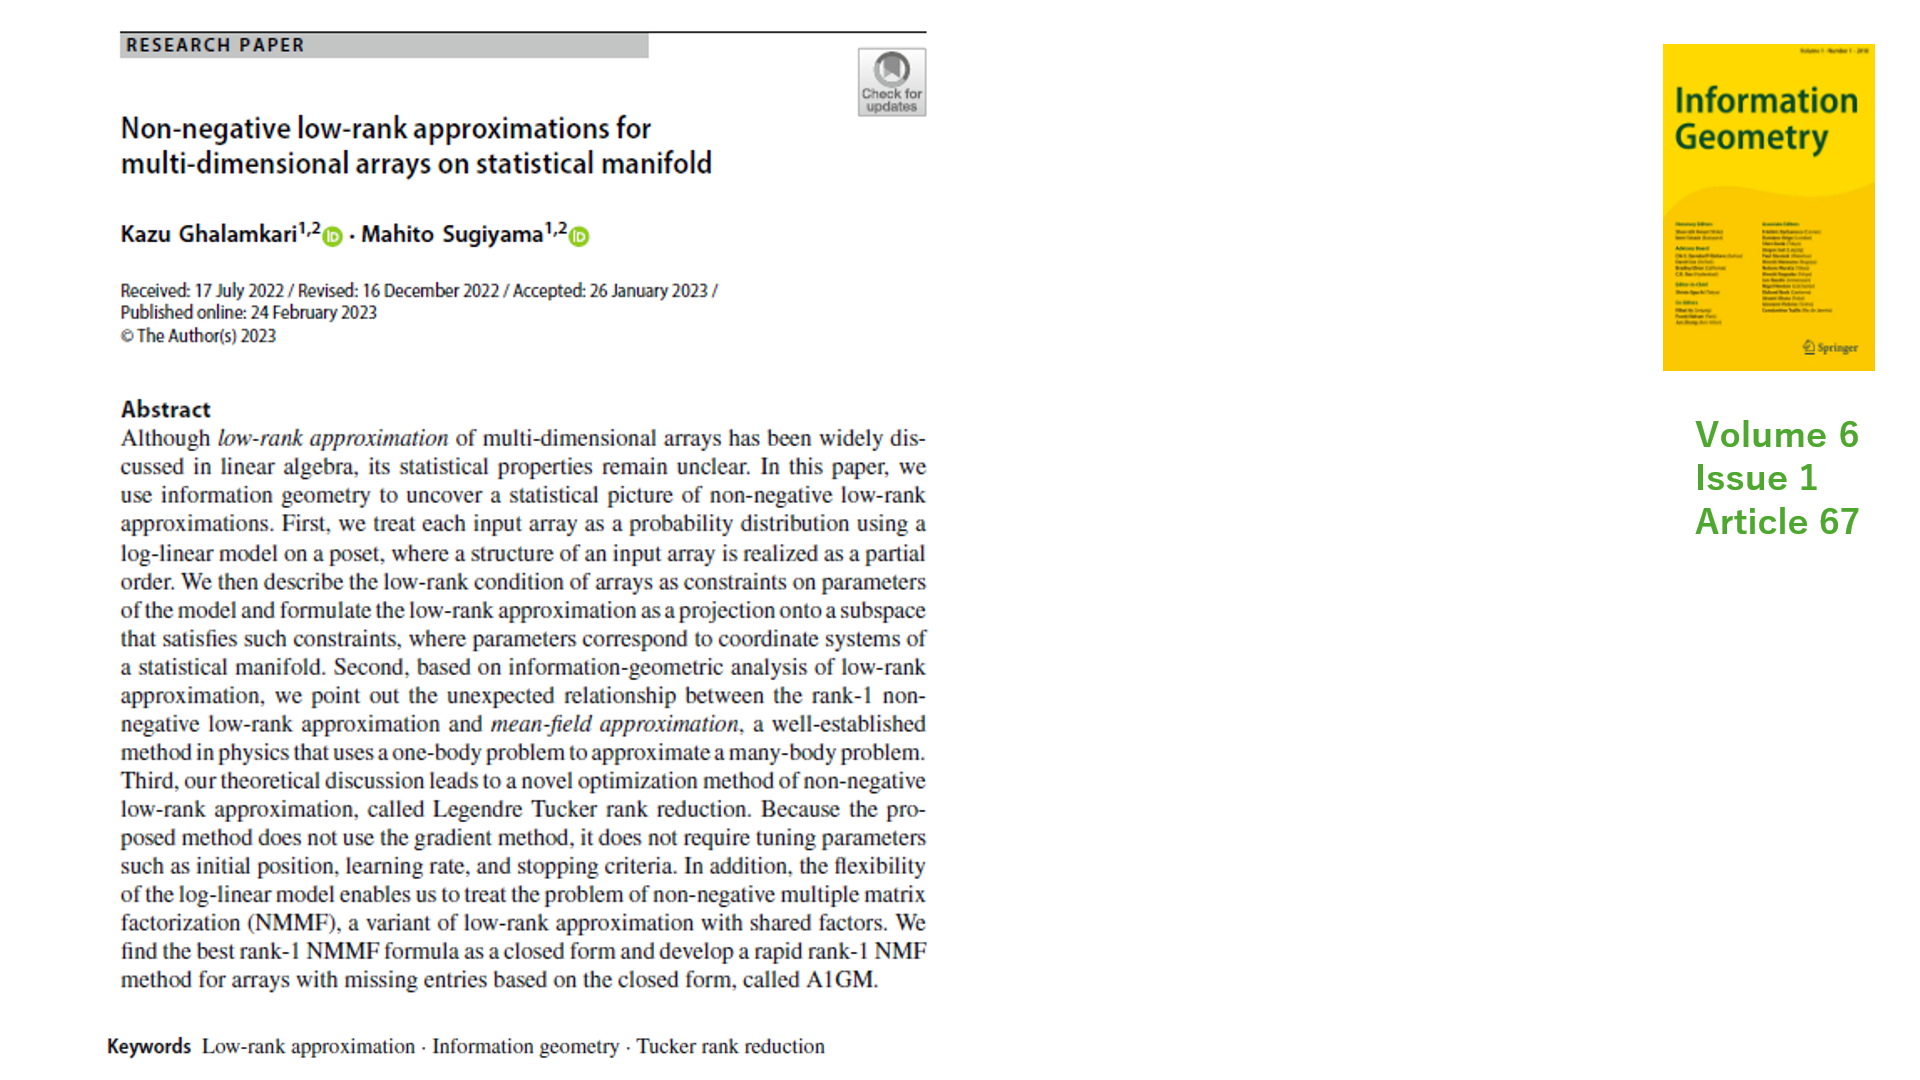 RESEARCH PAPER
Check for
updates
Non-negative low-rank approximations for
multi-dimensional arrays on statistical manifold
Kazu Ghalamkari1,2 iD · Mahito Sugiyama1,2 iD
Received: 17 July 2022 / Revised: 16 December 2022 / Accepted: 26 January 2023 /
Published online: 24 February 2023
© The Author(s) 2023
Abstract
Although low-rank approximation of multi-dimensional arrays has been widely dis-
cussed in linear algebra, its statistical properties remain unclear. In this paper, we
use information geometry to uncover a statistical picture of non-negative low-rank
approximations. First, we treat each input array as a probability distribution using a
log-linear model on a poset, where a structure of an input array is realized as a partial
order. We then describe the low-rank condition of arrays as constraints on parameters
of the model and formulate the low-rank approximation as a projection onto a subspace
that satisfies such constraints, where parameters correspond to coordinate systems of
a statistical manifold. Second, based on information-geometric analysis of low-rank
approximation, we point out the unexpected relationship between the rank-1 non-
negative low-rank approximation and mean-field approximation, a well-established
method in physics that uses a one-body problem to approximate a many-body problem.
Third, our theoretical discussion leads to a novel optimization method of non-negative
low-rank approximation, called Legendre Tucker rank reduction. Because the pro-
posed method does not use the gradient method, it does not require tuning parameters
such as initial position, learning rate, and stopping criteria. In addition, the flexibility
of the log-linear model enables us to treat the problem of non-negative multiple matrix
factorization (NMMF), a variant of low-rank approximation with shared factors. We
find the best rank-1 NMMF formula as a closed form and develop a rapid rank-1 NMF
method for arrays with missing entries based on the closed form, called A1GM.
Keywords Low-rank approximation · Information geometry · Tucker rank reduction
Information
Geometry
Springer
Volume 6
Issue 1
Article 67